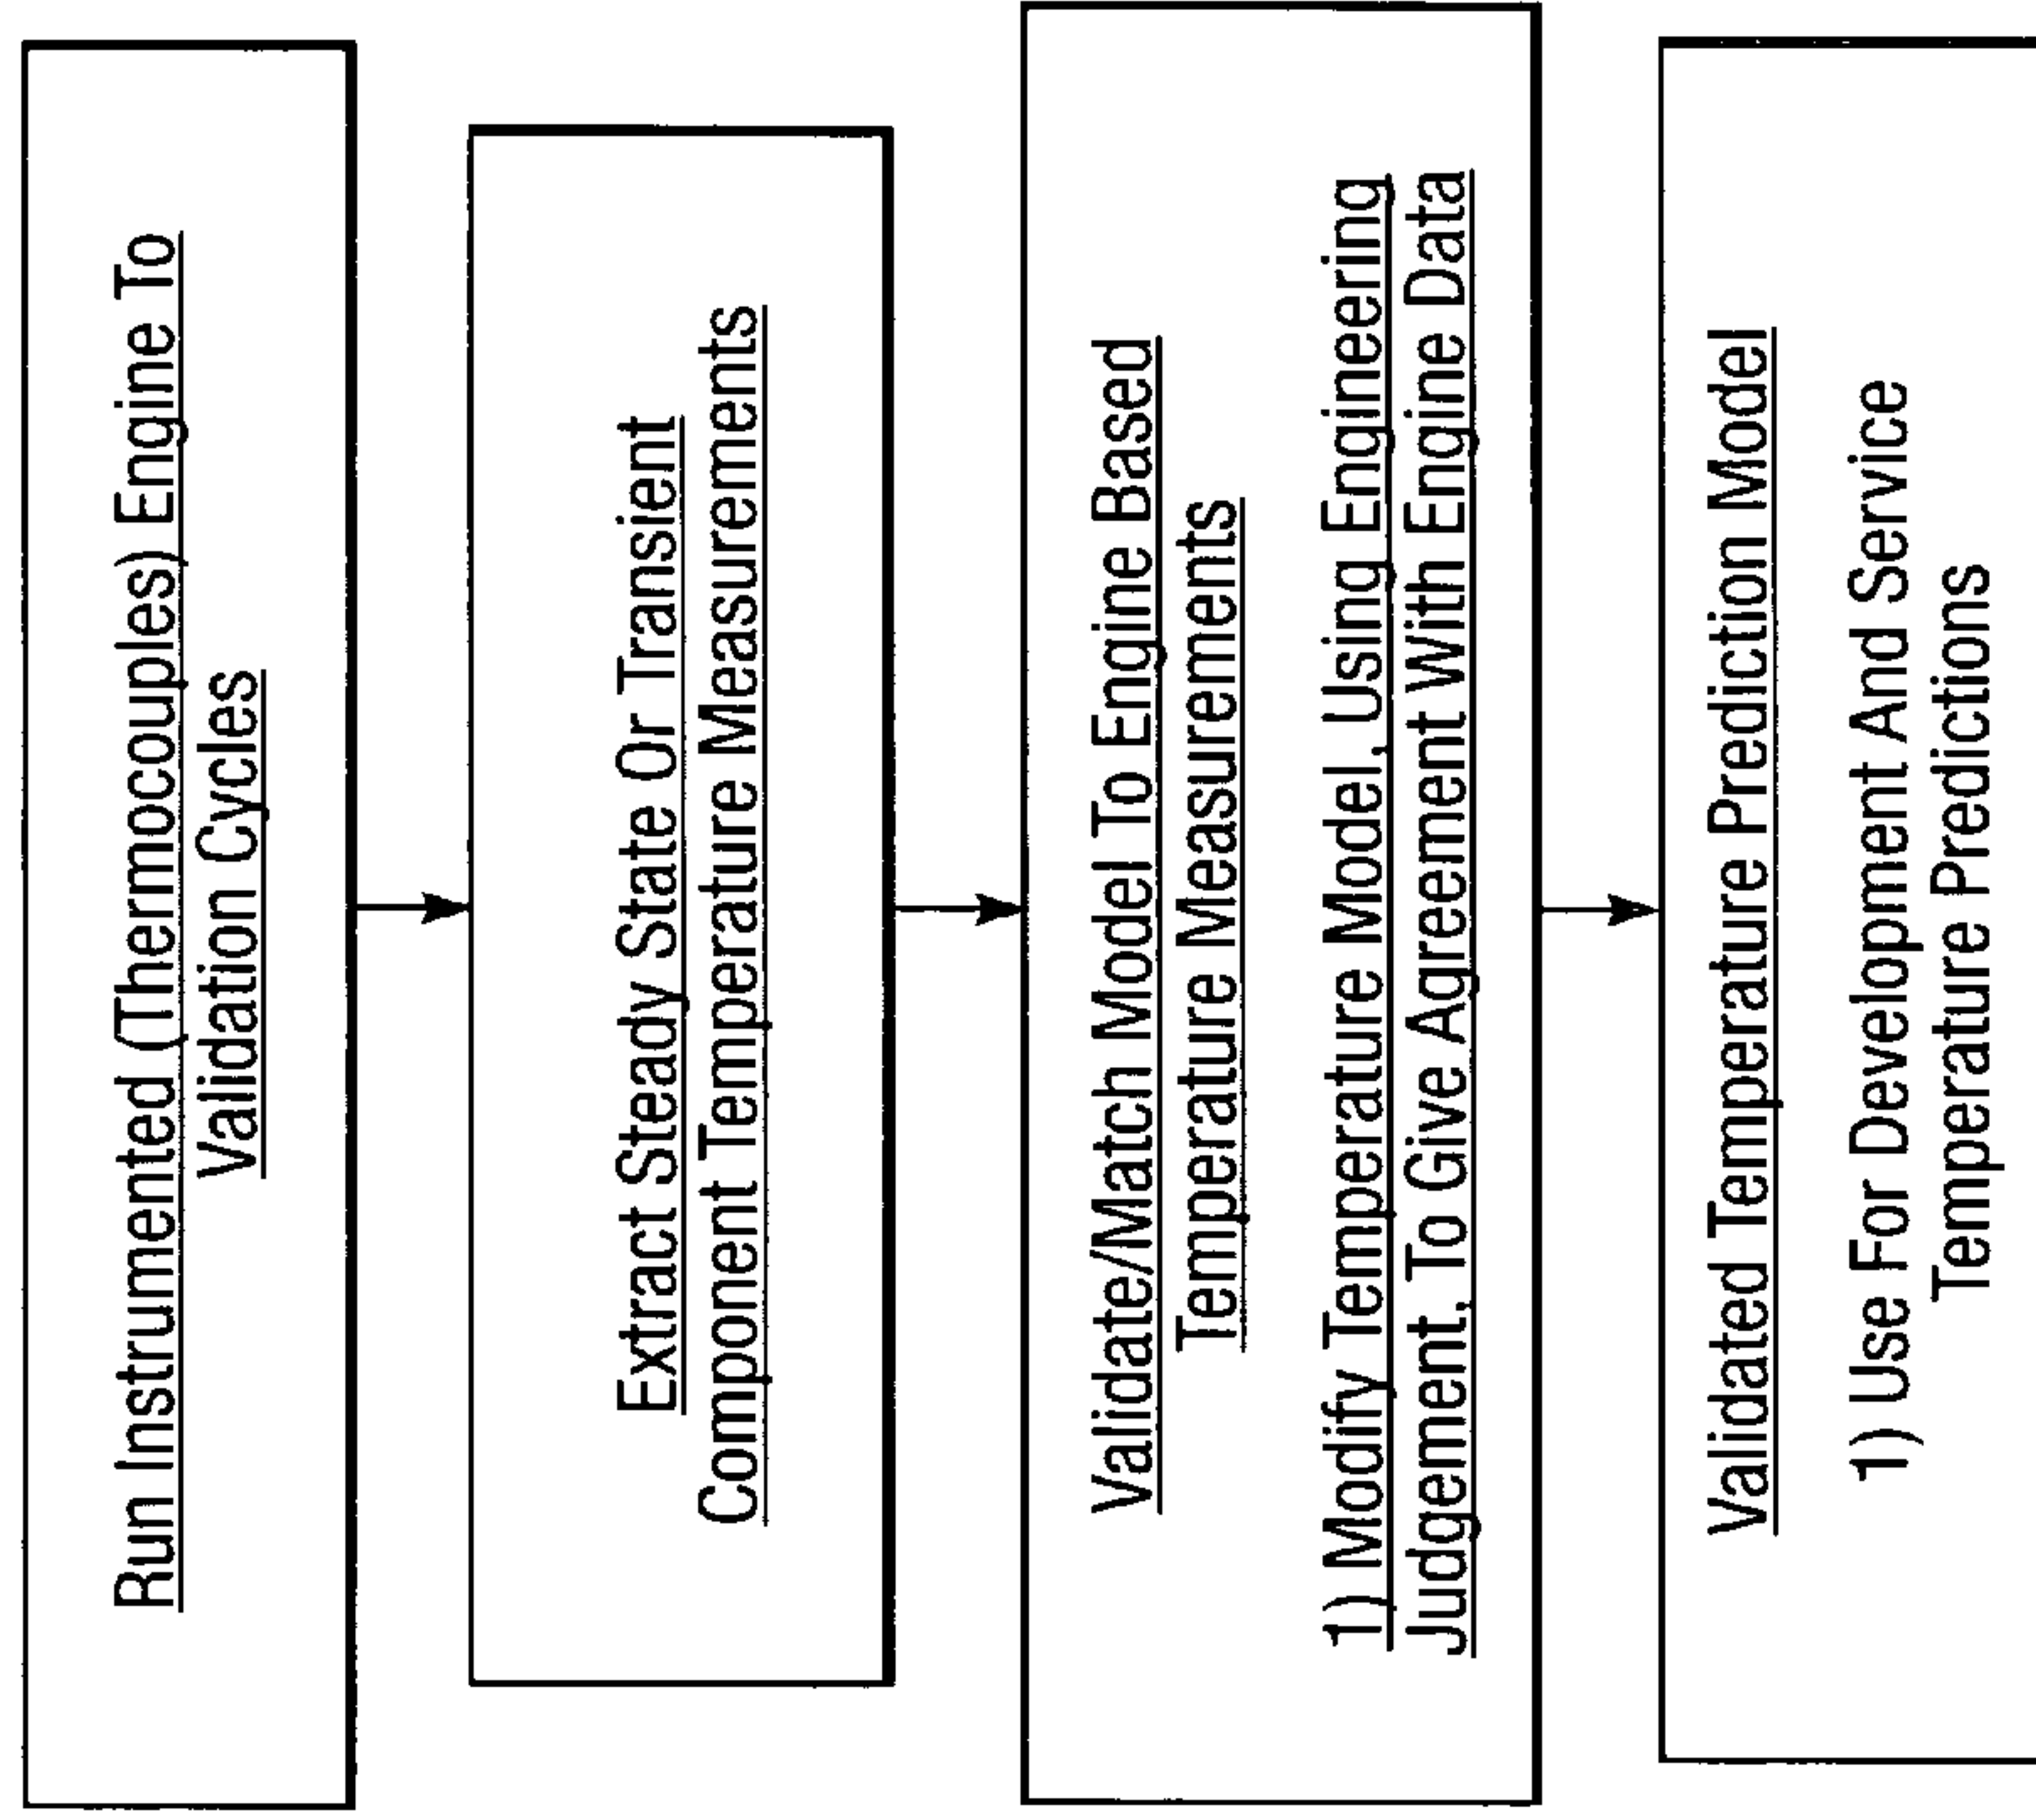 Run Instrumented (Thermocouples) Engine To
Validation Cycles
Extract Steady State Or Transient
Component Temperature Measurements
Validate/Match Model To Engine Based
Temperature Measurements
1) Modify Temperature Model, Using Engineering
Judgement, To Give Agreement With Engine Data
Validated Temperature Prediction Model
1) Use For Development And Service
Temperature Predictions